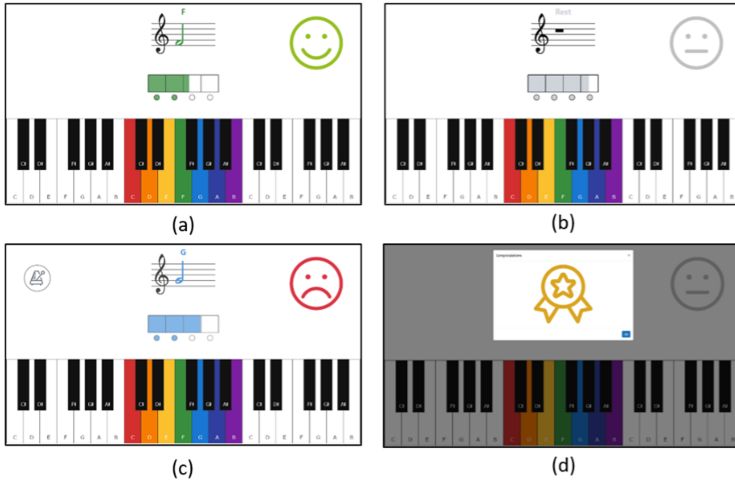 F
C# D# F# G# A# C# D# F# G# A# C# D# F# G# A#
C D E F G A B C D E F G A B C D E F G A B
(a)
Rest
C# D# F# G# A# C# D# F# G# A# C# D# F# G# A#
C D E F G A B C D E F G A B C D E F G A B
(b)
G
C# D# F# G# A# C# D# F# G# A# C# D# F# G# A#
C D E F G A B C D E F G A B C D E F G A B
(c)
Congratulations
C# D# F# G# A# C# D# F# G# A# C# D# F# G# A#
C D E F G A B C D E F G A B C D E F G A B
(d)